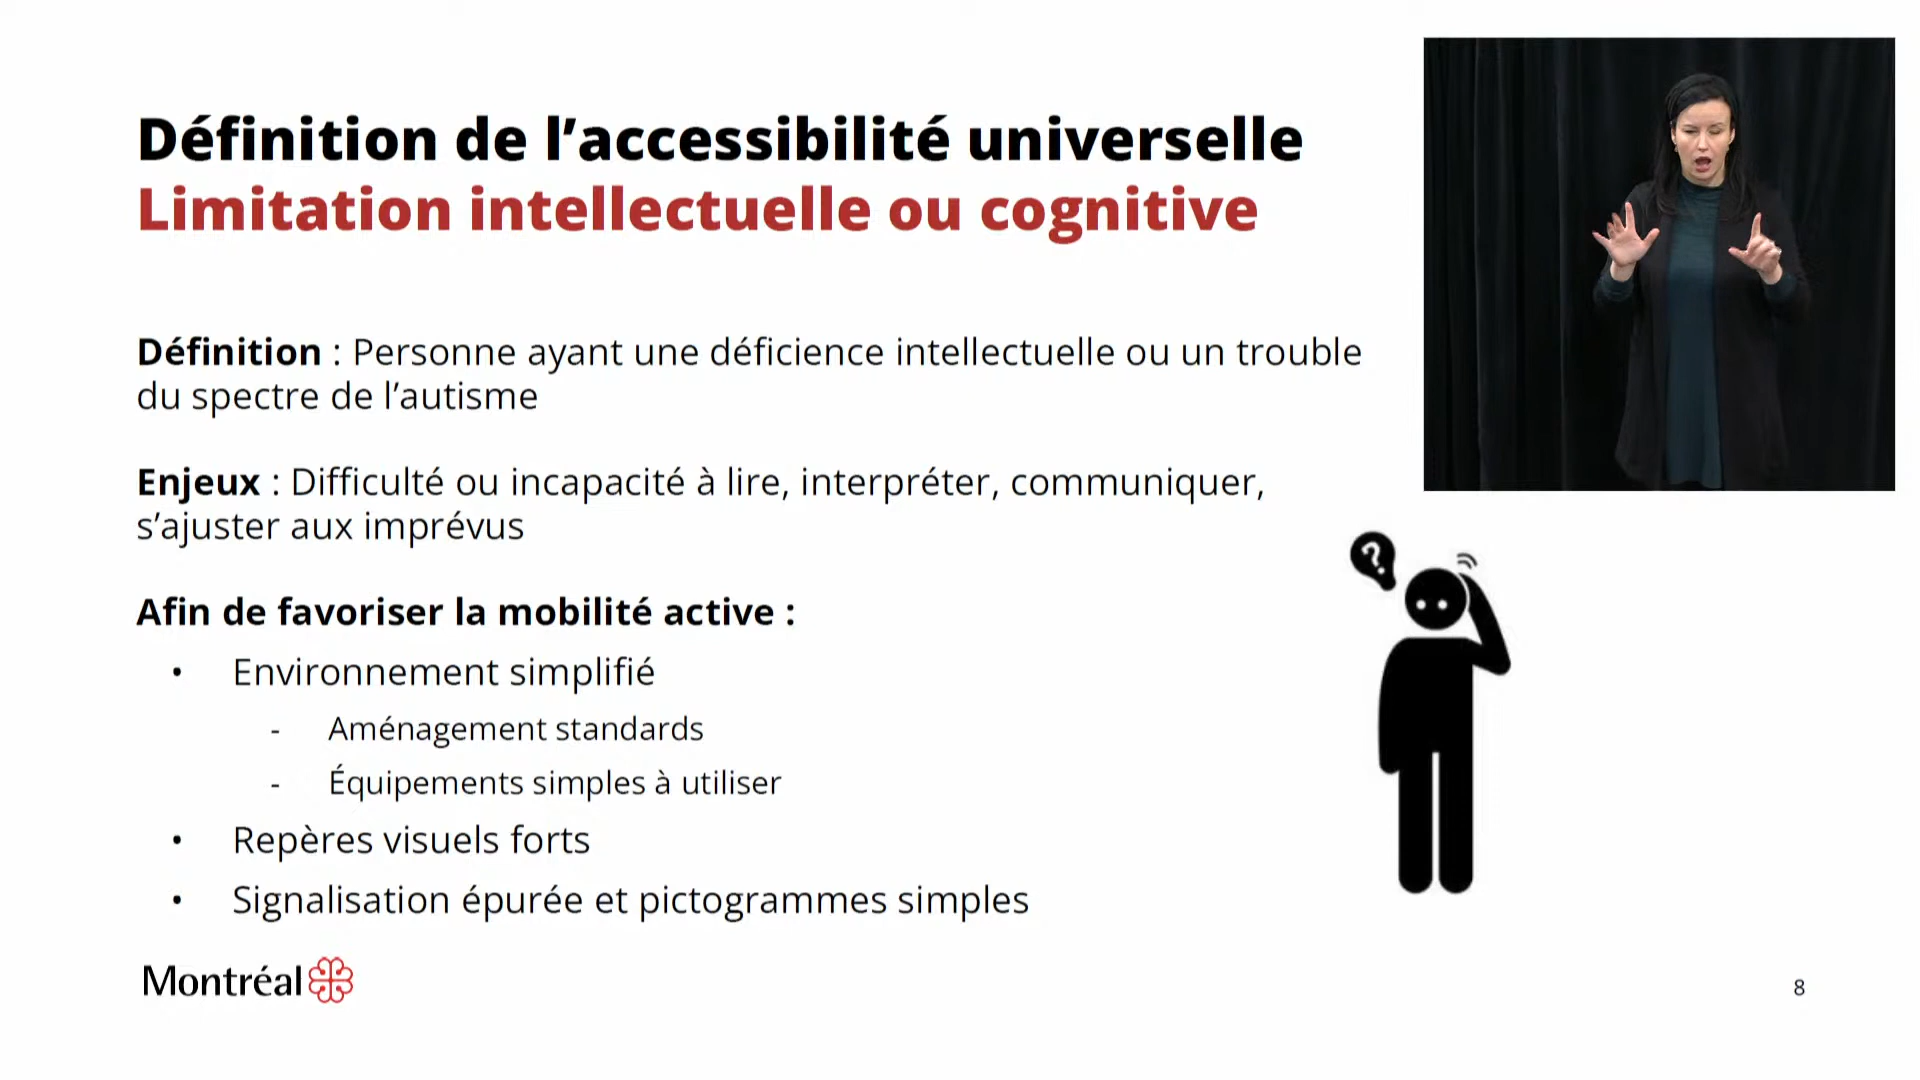 Définition de l’accessibilité universelle
Limitation intellectuelle ou cognitive
Définition : Personne ayant une déficience intellectuelle ou un trouble
du spectre de l’autisme
Enjeux : Difficulté ou incapacité à lire, interpréter, communiquer,
s’ajuster aux imprévus
Afin de favoriser la mobilité active :
• Environnement simplifié
- Aménagement standards
- Équipements simples à utiliser
• Repères visuels forts
• Signalisation épurée et pictogrammes simples
?
Montréal
8